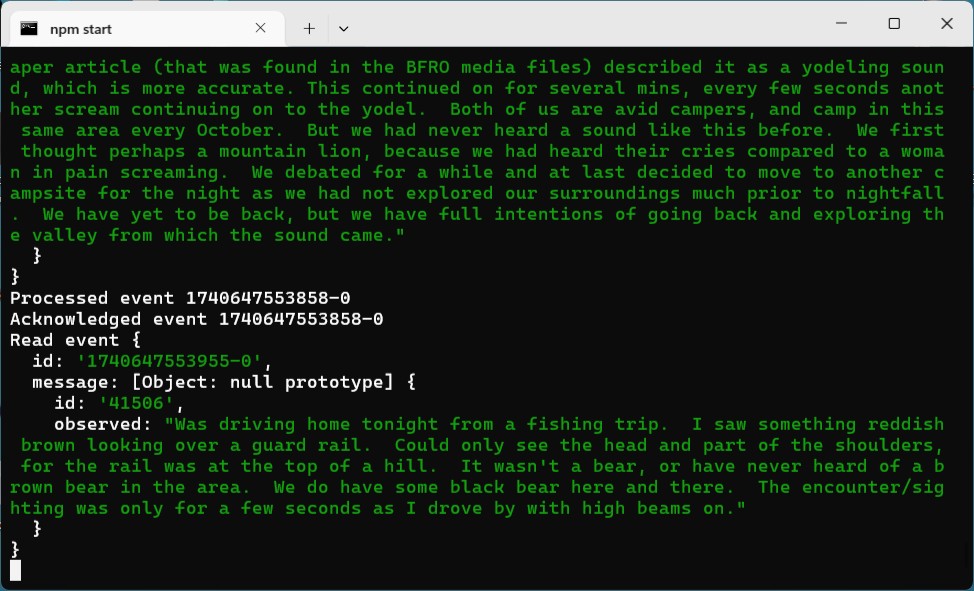 npm start
aper article (that was found in the BFRO media files) described it as a yodeling soun
d, which is more accurate. This continued on for several mins, every few seconds anot
her scream continuing on to the yodel.  Both of us are avid campers, and camp in this
 same area every October.  But we had never heard a sound like this before.  We first
 thought perhaps a mountain lion, because we had heard their cries compared to a woma
n in pain screaming.  We debated for a while and at last decided to move to another c
ampsite for the night as we had not explored our surroundings much prior to nightfall
.  We have yet to be back, but we have full intentions of going back and exploring th
e valley from which the sound came."
  }
}
Processed event 1740647553858-0
Acknowledged event 1740647553858-0
Read event {
  id: '1740647553955-0',
  message: [Object: null prototype] {
    id: '41506',
    observed: "Was driving home tonight from a fishing trip.  I saw something reddish
 brown looking over a guard rail.  Could only see the head and part of the shoulders,
 for the rail was at the top of a hill.  It wasn't a bear, or have never heard of a b
rown bear in the area.  We do have some black bear here and there.  The encounter/sig
hting was only for a few seconds as I drove by with high beams on."
  }
}